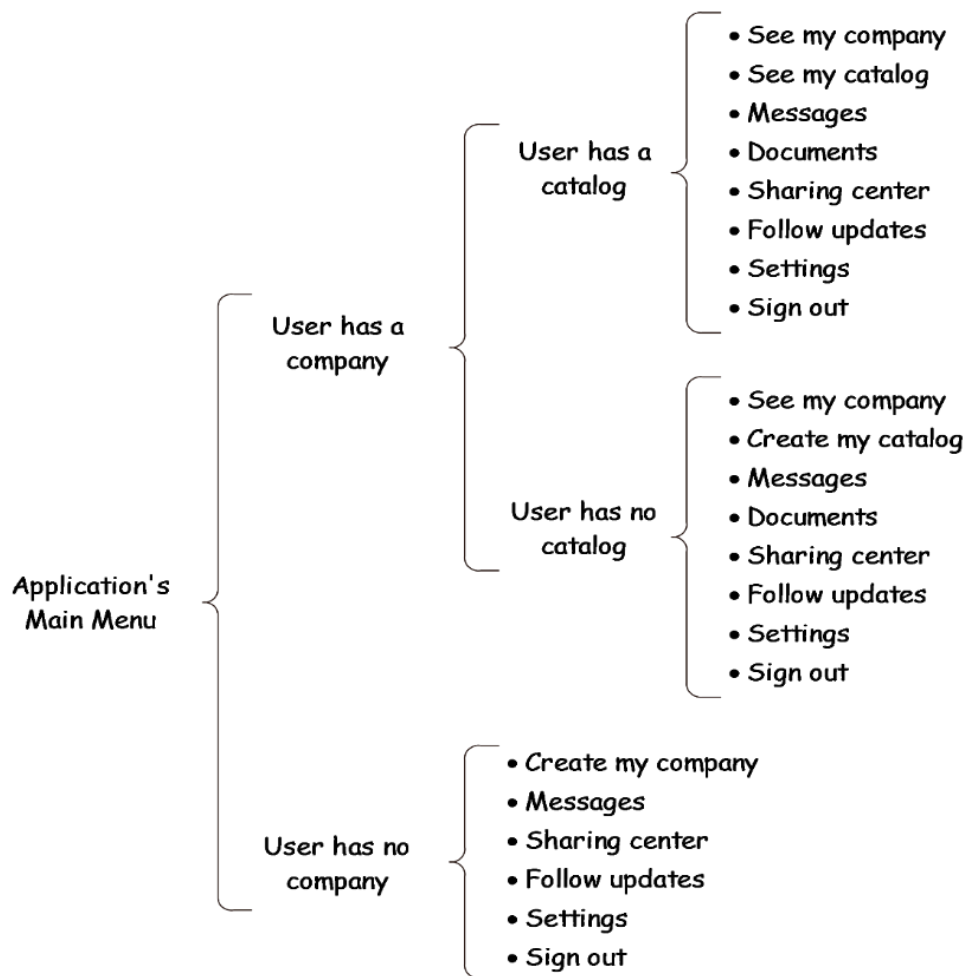 Application's
Main Menu
User has a
company
User has a
catalog
• See my company
• See my catalog
• Messages
• Documents
• Sharing center
• Follow updates
• Settings
• Sign out
User has no
catalog
• See my company
• Create my catalog
• Messages
• Documents
• Sharing center
• Follow updates
• Settings
• Sign out
User has no
company
• Create my company
• Messages
• Sharing center
• Follow updates
• Settings
• Sign out